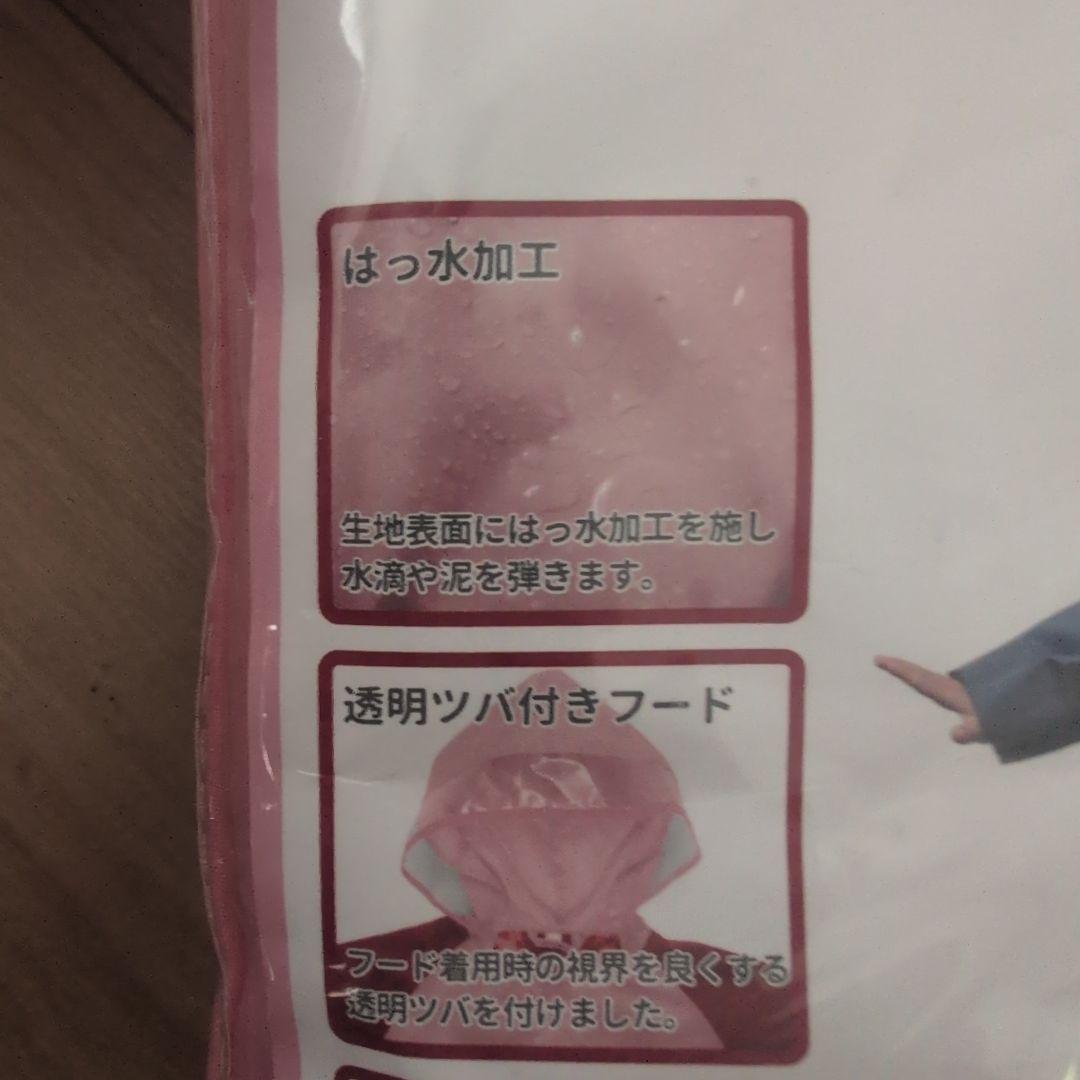 はっ水加工
生地表面にはっ水加工を施し
水滴や泥を弾きます。
透明ツバ付きフード
フード着用時の視界を良くする
透明ツバを付けました。